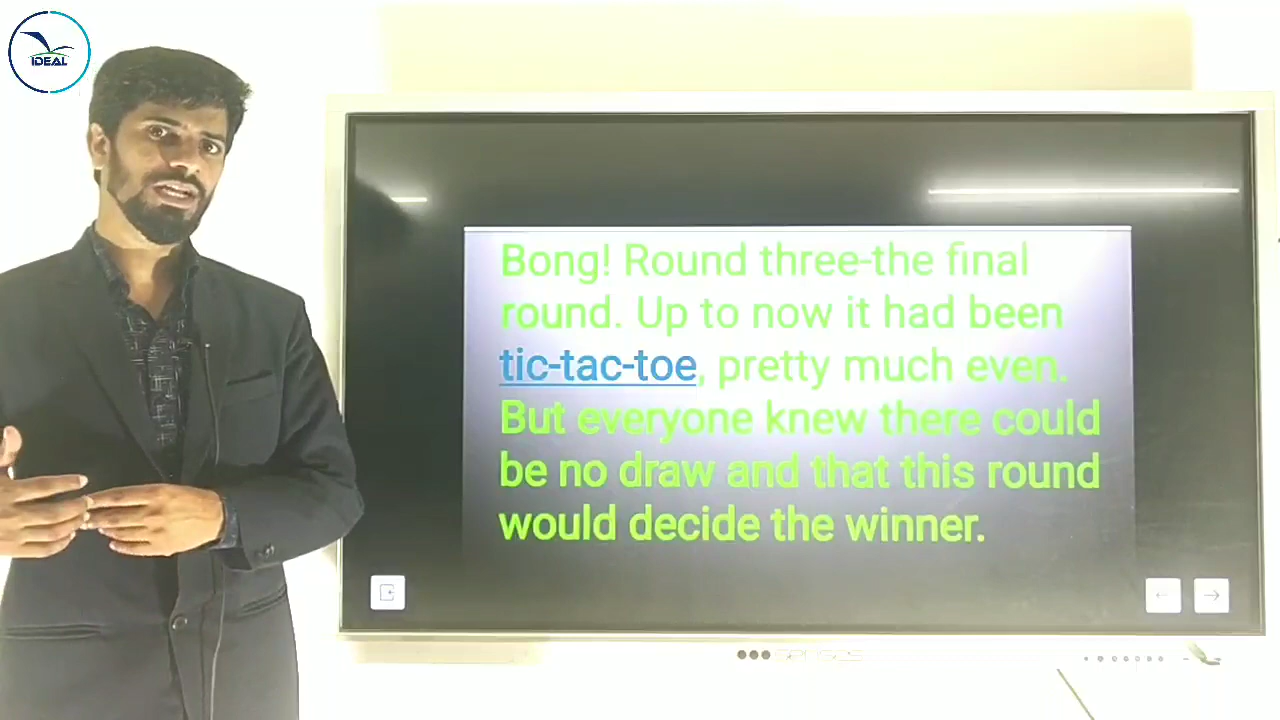 IDEAL
Bong! Round three-the final
round. Up to now it had been
tic-tac-toe, pretty much even.
But everyone knew there could
be no draw and that this round
would decide the winner.